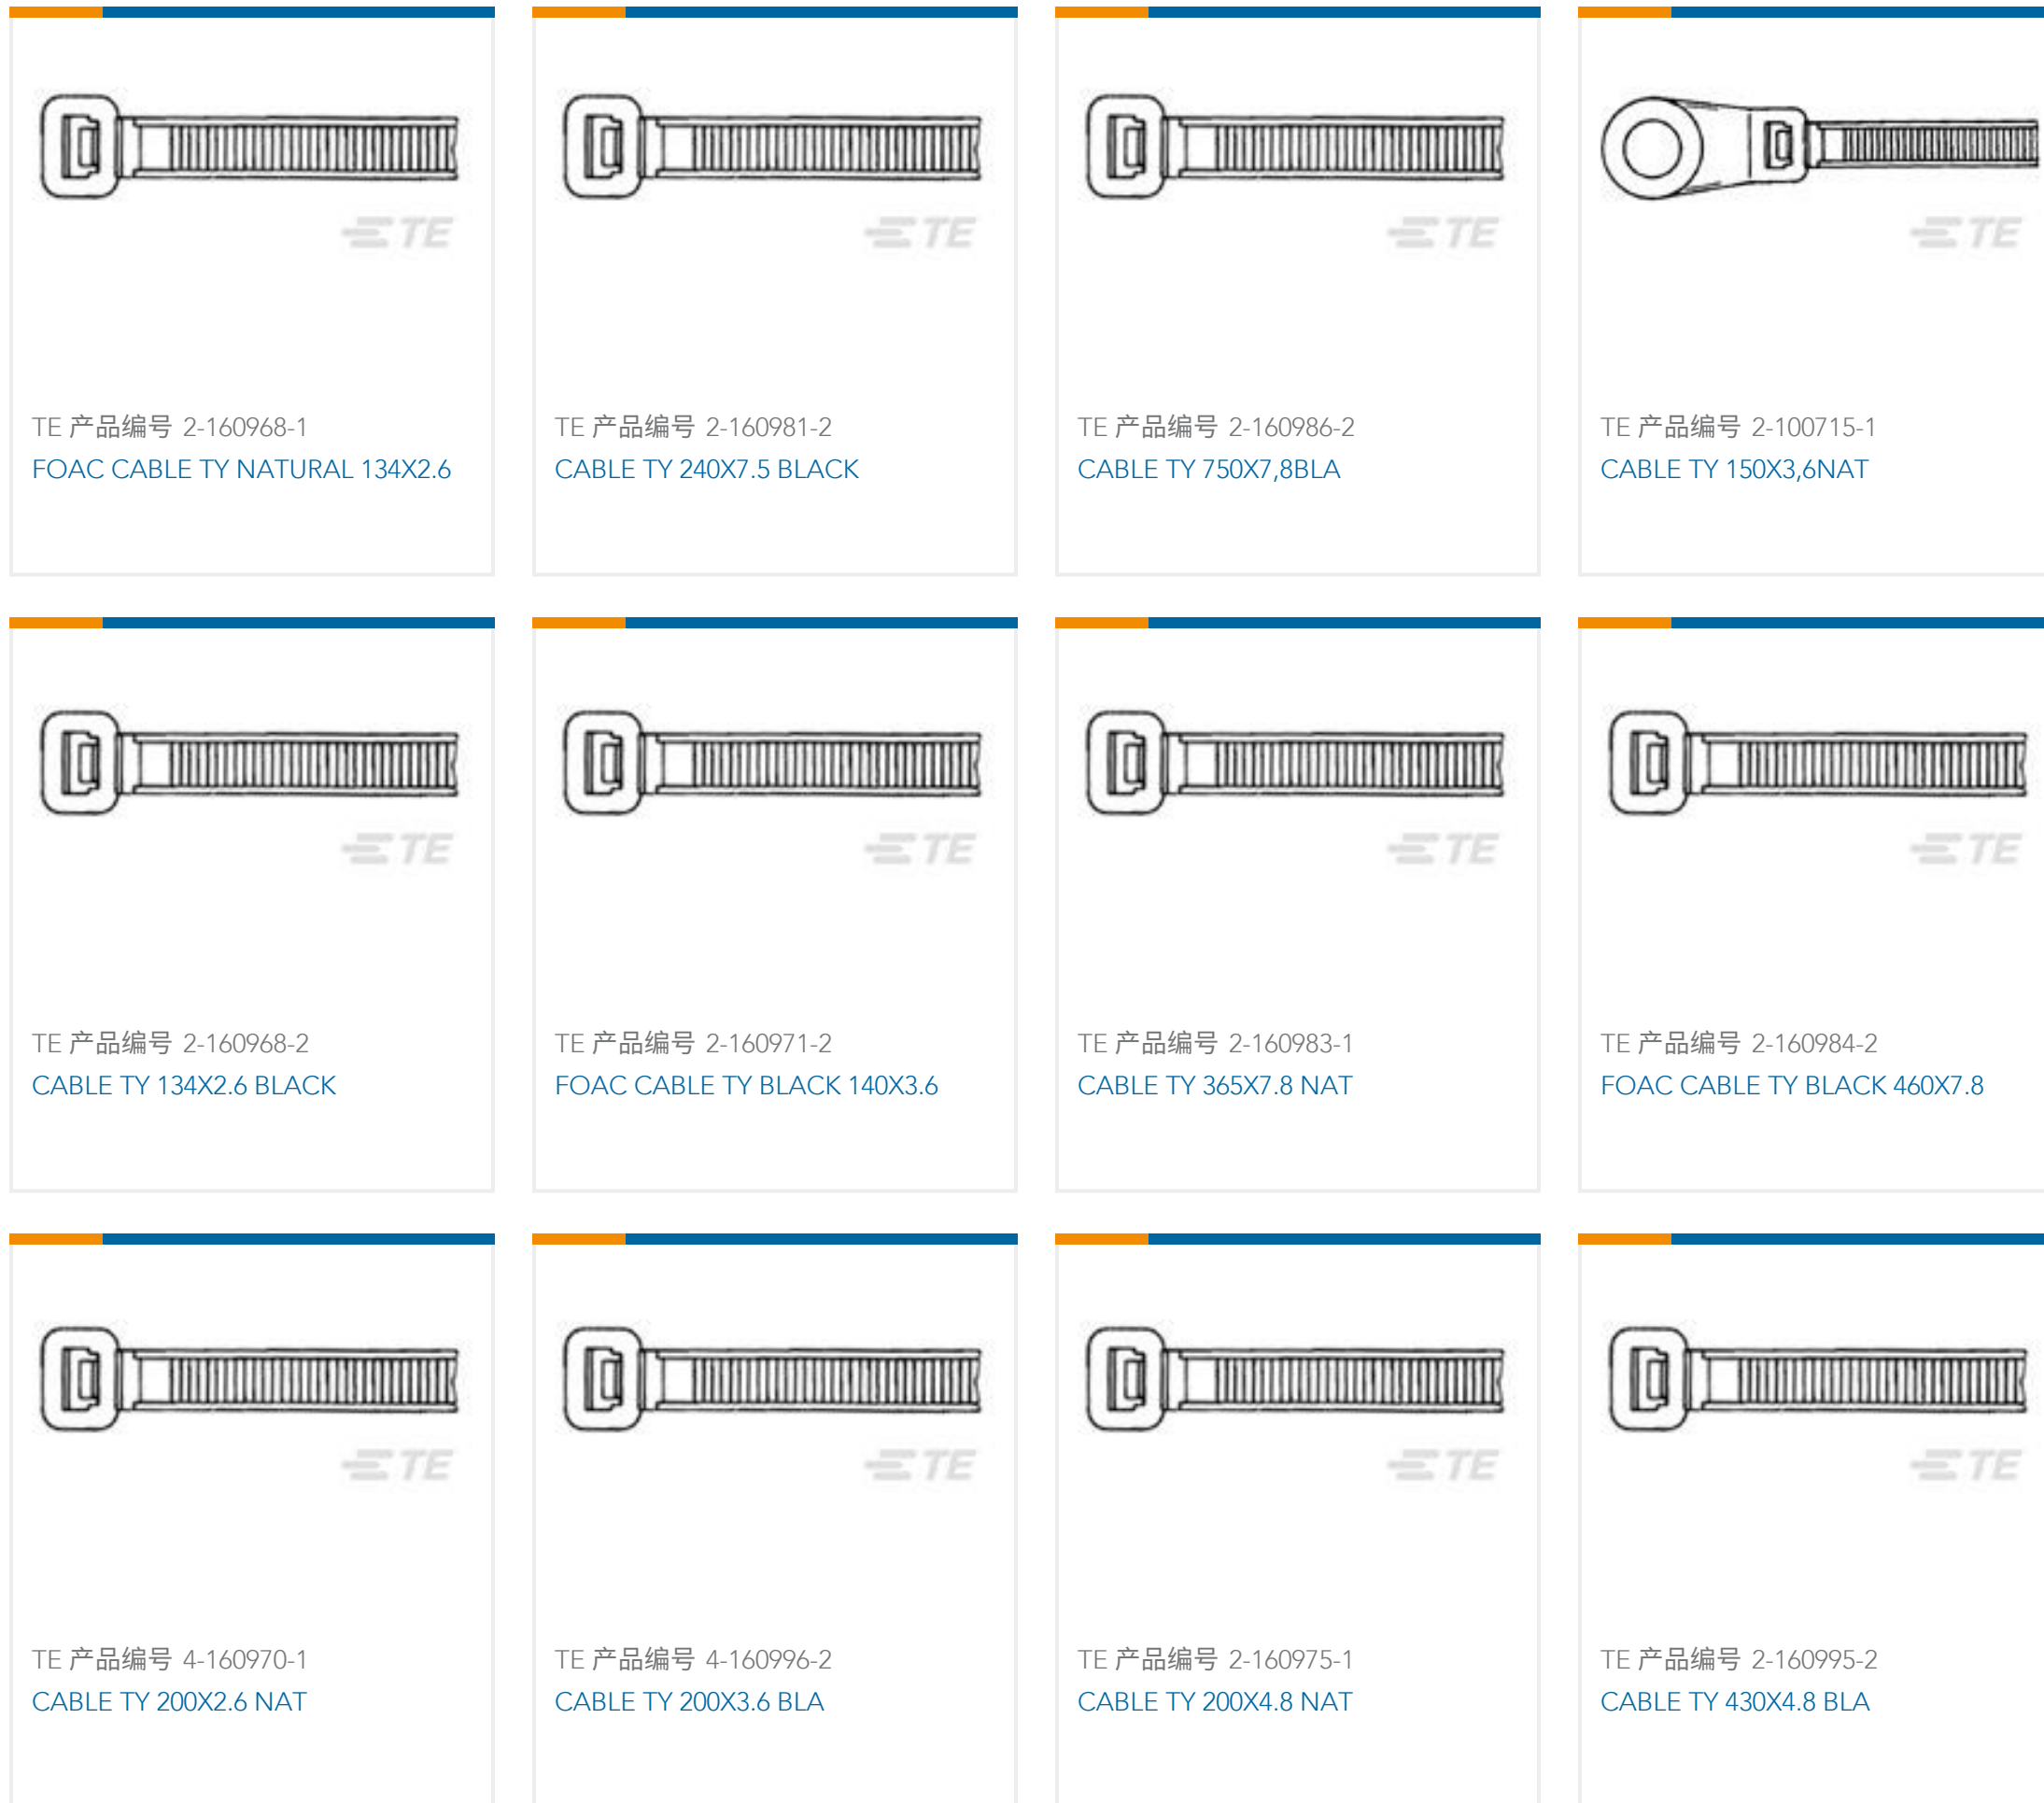 TE
TE
TE
TE
TE 产品编号 2-160968-1
FOAC CABLE TY NATURAL 134X2.6
TE 产品编号 2-160981-2
CABLE TY 240X7.5 BLACK
TE 产品编号 2-160986-2
CABLE TY 750X7,8BLA
TE 产品编号 2-100715-1
CABLE TY 150X3,6NAT
TE
TE
TE
TE
TE 产品编号 2-160968-2
CABLE TY 134X2.6 BLACK
TE 产品编号 2-160971-2
FOAC CABLE TY BLACK 140X3.6
TE 产品编号 2-160983-1
CABLE TY 365X7.8 NAT
TE 产品编号 2-160984-2
FOAC CABLE TY BLACK 460X7.8
TE
TE
TE
TE
TE 产品编号 4-160970-1
CABLE TY 200X2.6 NAT
TE 产品编号 4-160996-2
CABLE TY 200X3.6 BLA
TE 产品编号 2-160975-1
CABLE TY 200X4.8 NAT
TE 产品编号 2-160995-2
CABLE TY 430X4.8 BLA